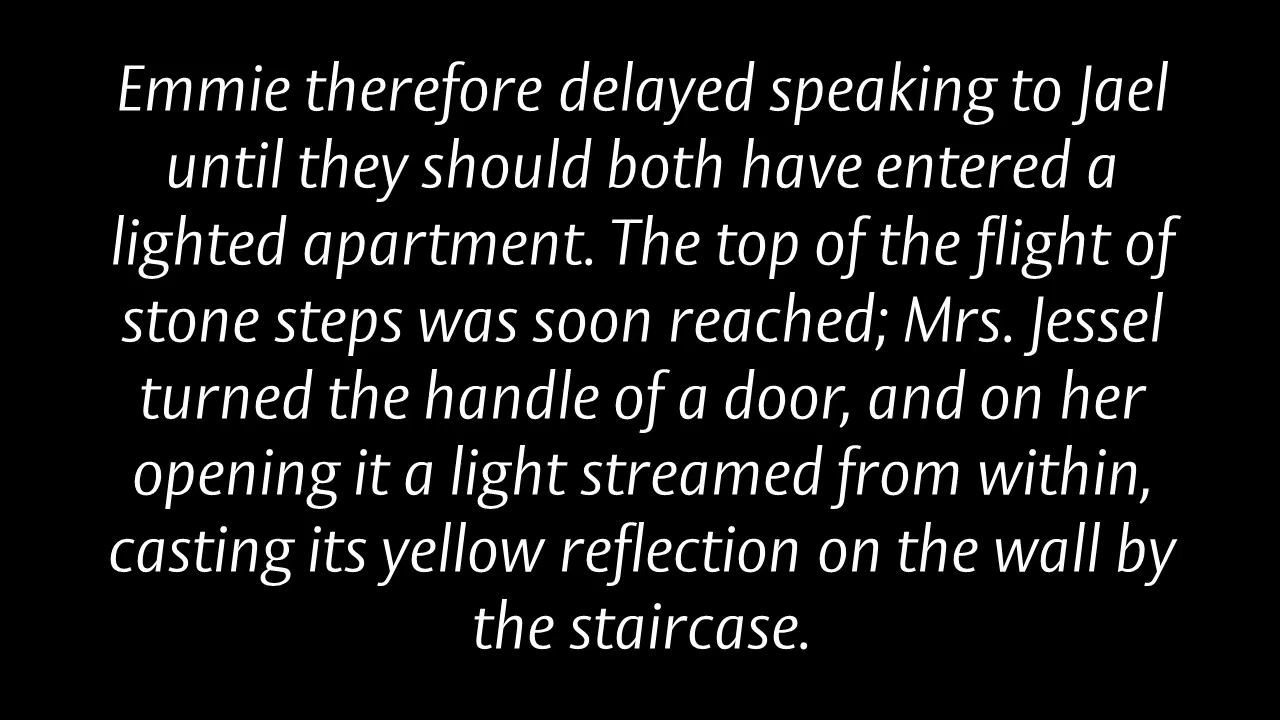 Emmie therefore delayed speaking to Jael
until they should both have entered a
lighted apartment. The top of the flight of
stone steps was soon reached; Mrs. Jessel
turned the handle of a door, and on her
opening it a light streamed from within,
casting its yellow reflection on the wall by
the staircase.